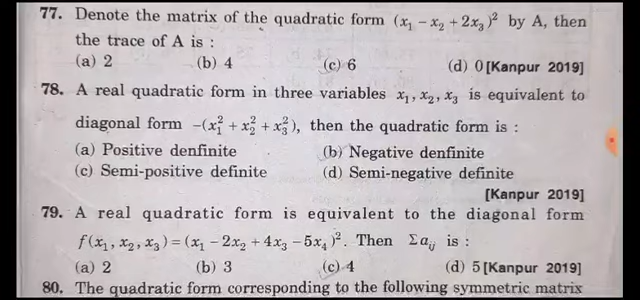 77. Denote the matrix of the quadratic form (x₁ − x₂ + 2x₃)² by A, then
the trace of A is :
(a) 2 (b) 4 (c) 6 (d) 0 [Kanpur 2019]
78. A real quadratic form in three variables x₁, x₂, x₃ is equivalent to
diagonal form −(x₁² + x₂² + x₃²), then the quadratic form is :
(a) Positive denfinite (b) Negative denfinite
(c) Semi-positive definite (d) Semi-negative definite
[Kanpur 2019]
79. A real quadratic form is equivalent to the diagonal form
f(x₁, x₂, x₃) = (x₁ − 2x₂ + 4x₃ − 5x₄)². Then Σaᵢⱼ is :
(a) 2 (b) 3 (c) 4 (d) 5 [Kanpur 2019]
80. The quadratic form corresponding to the following symmetric matrix